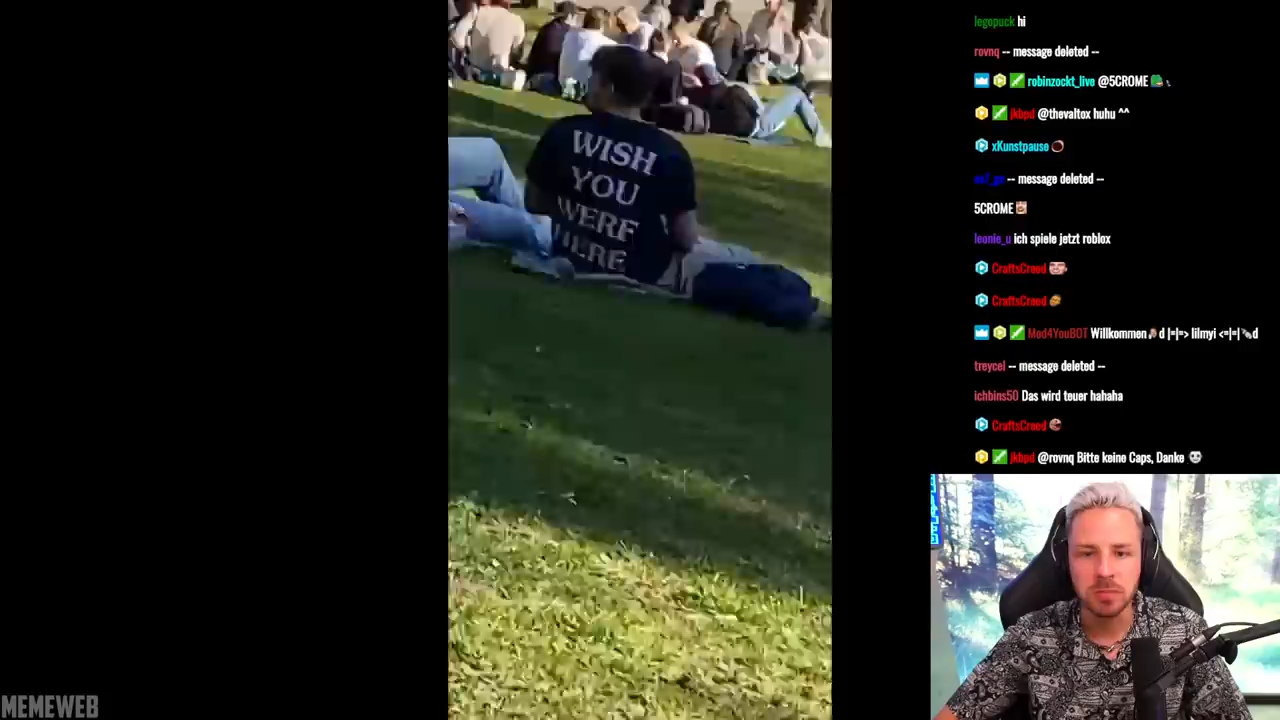 WISH
YOU
WERE
HERE
legopuck hi
rovnq -- message deleted --
robinzockt_live @5CROME
jkbpd @thevaltox huhu ^^
xKunstpause
-- message deleted --
5CROME
leonie_u ich spiele jetzt roblox
CraftsCreed
CraftsCreed
Mod4YouBOT Willkommen d |=|=> lilmyi <=|=| d
treycel -- message deleted --
ichbins50 Das wird teuer hahaha
CraftsCreed
jkbpd @rovnq Bitte keine Caps, Danke
MEMEWEB